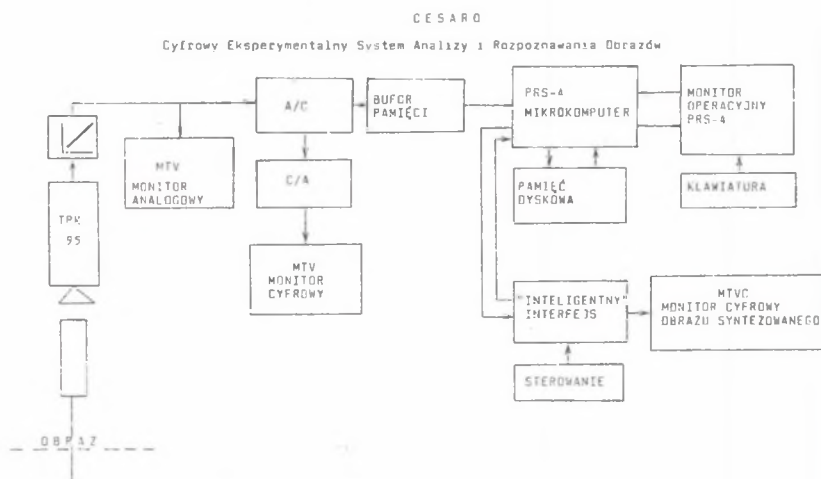 CESARO
Cyfrowy Eksperymentalny System Analizy i Rozpoznawania Obrazów
A/C
BUFOR
PAMIĘCI
PRS-4
MIKROKOMPUTER
MONITOR
OPERACYJNY
PRS-4
MTV
MONITOR
ANALOGOWY
C/A
PAMIĘĆ
DYSKOWA
KLAWIATURA
TPK
95
MTV
MONITOR
CYFROWY
"INTELIGENTNY"
INTERFEJS
MTVC
MONITOR CYFROWY
OBRAZU SYNTEZOWANEGO
STEROWANIE
OBRAZ